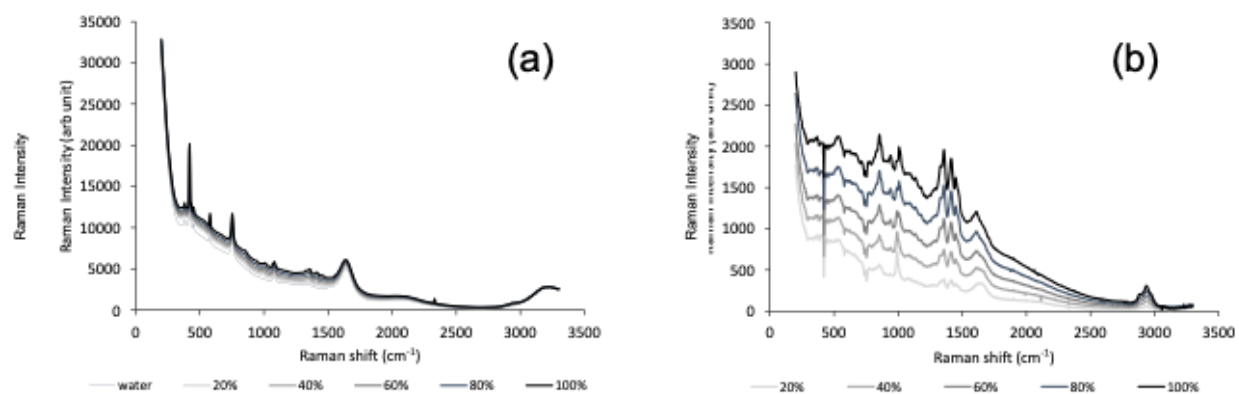 (a)
Raman Intensity
Raman Intensity (arb unit)
35000
30000
25000
20000
15000
10000
5000
0
0 500 1000 1500 2000 2500 3000 3500
Raman shift (cm⁻¹)
water 20% 40% 60% 80% 100%
(b)
Raman Intensity
3500
3000
2500
2000
1500
1000
500
0
0 500 1000 1500 2000 2500 3000 3500
Raman shift (cm⁻¹)
20% 40% 60% 80% 100%